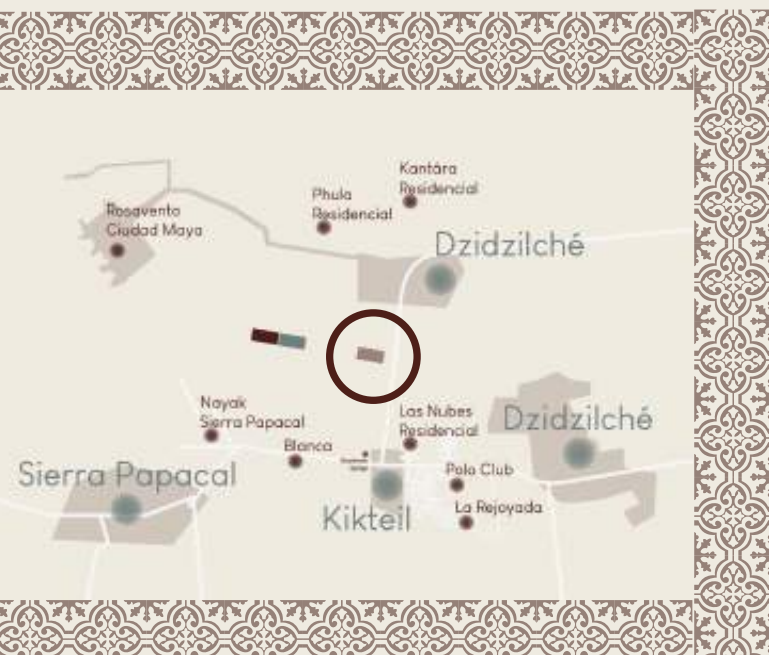 Kantára
Residencial
Phula
Residencial
Rosavento
Ciudad Maya
Dzidzilché
Nayak
Sierra Papacal
Las Nubes
Residencial
Dzidzilché
Blanca
Sierra Papacal
Polo Club
La Rejoyada
Kikteil